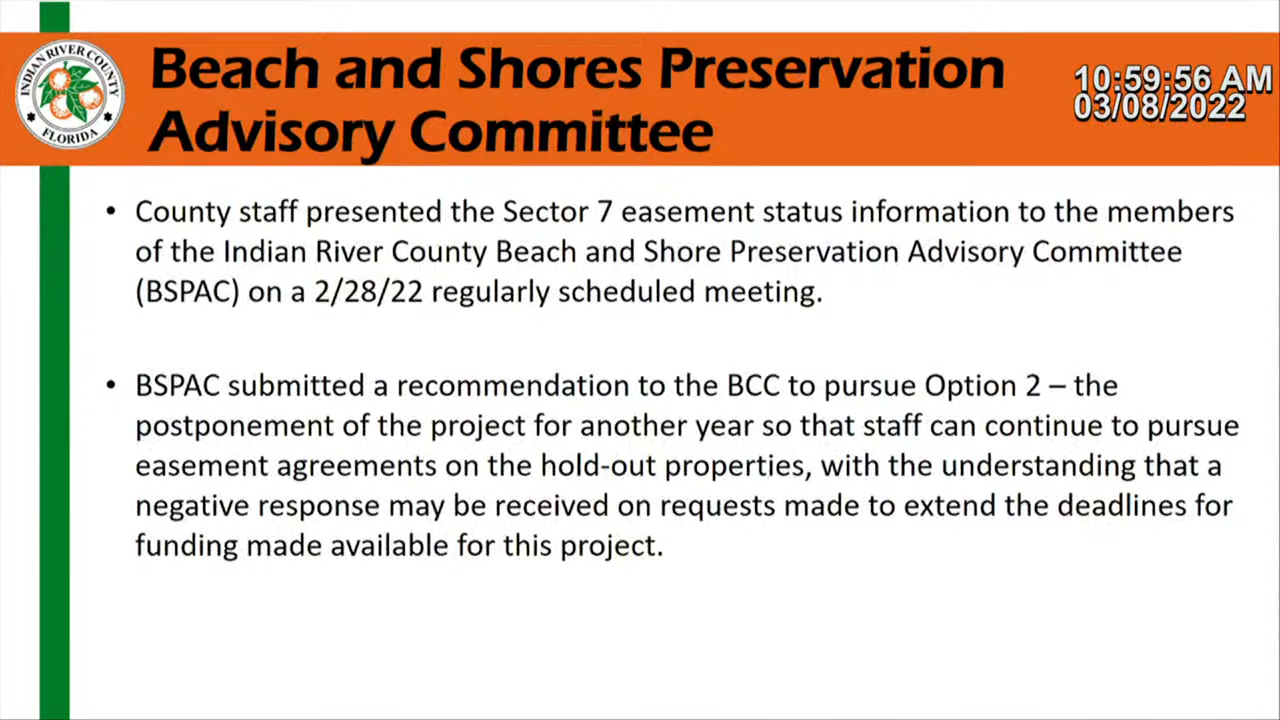 INDIAN RIVER COUNTY
FLORIDA
Beach and Shores Preservation
Advisory Committee
10:59:56 AM
03/08/2022
• County staff presented the Sector 7 easement status information to the members
of the Indian River County Beach and Shore Preservation Advisory Committee
(BSPAC) on a 2/28/22 regularly scheduled meeting.
• BSPAC submitted a recommendation to the BCC to pursue Option 2 – the
postponement of the project for another year so that staff can continue to pursue
easement agreements on the hold-out properties, with the understanding that a
negative response may be received on requests made to extend the deadlines for
funding made available for this project.